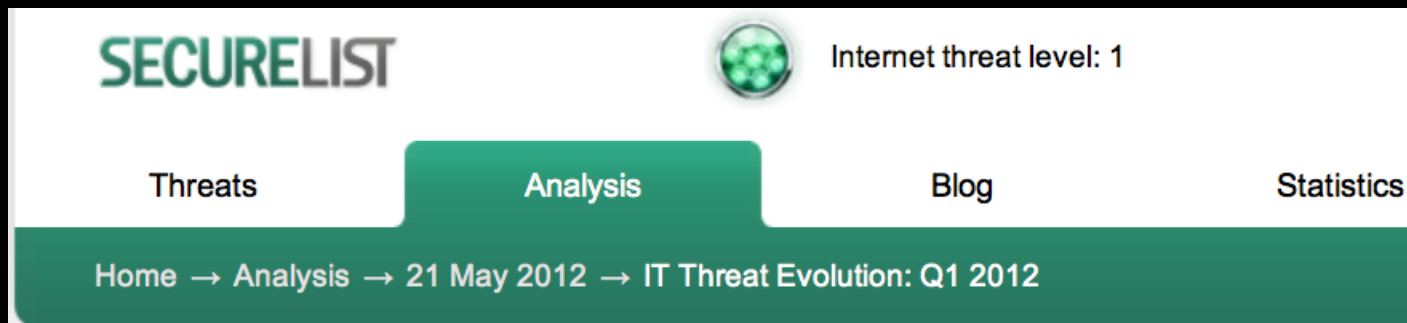 SECURELIST Internet threat level: 1
Threats Analysis Blog Statistics
Home → Analysis → 21 May 2012 → IT Threat Evolution: Q1 2012